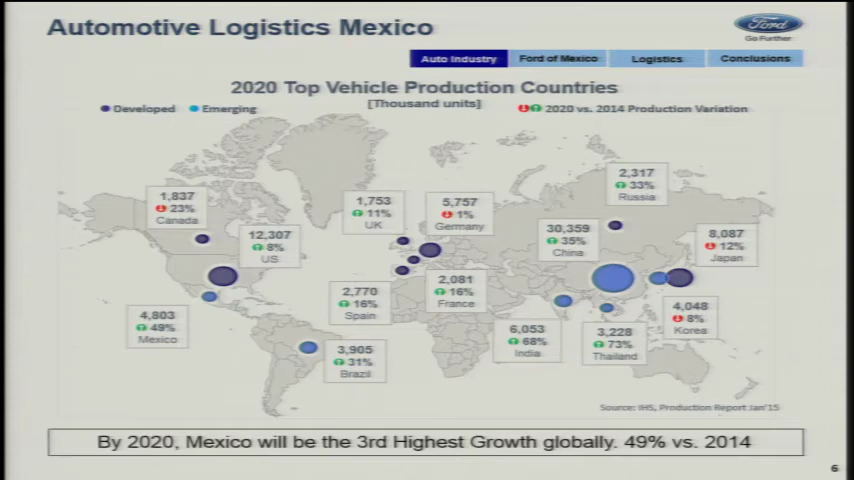 Automotive Logistics Mexico
Ford
Go Further
Auto Industry
Ford of Mexico
Logistics
Conclusions
2020 Top Vehicle Production Countries
[Thousand units]
Developed
Emerging
2020 vs. 2014 Production Variation
1,837
23%
Canada
12,307
8%
US
4,803
49%
Mexico
3,905
31%
Brazil
1,753
11%
UK
5,757
1%
Germany
2,770
16%
Spain
2,081
16%
France
2,317
33%
Russia
30,359
35%
China
8,087
12%
Japan
4,048
8%
Korea
6,053
68%
India
3,228
73%
Thailand
Source: IHS, Production Report Jan'15
By 2020, Mexico will be the 3rd Highest Growth globally. 49% vs. 2014
6